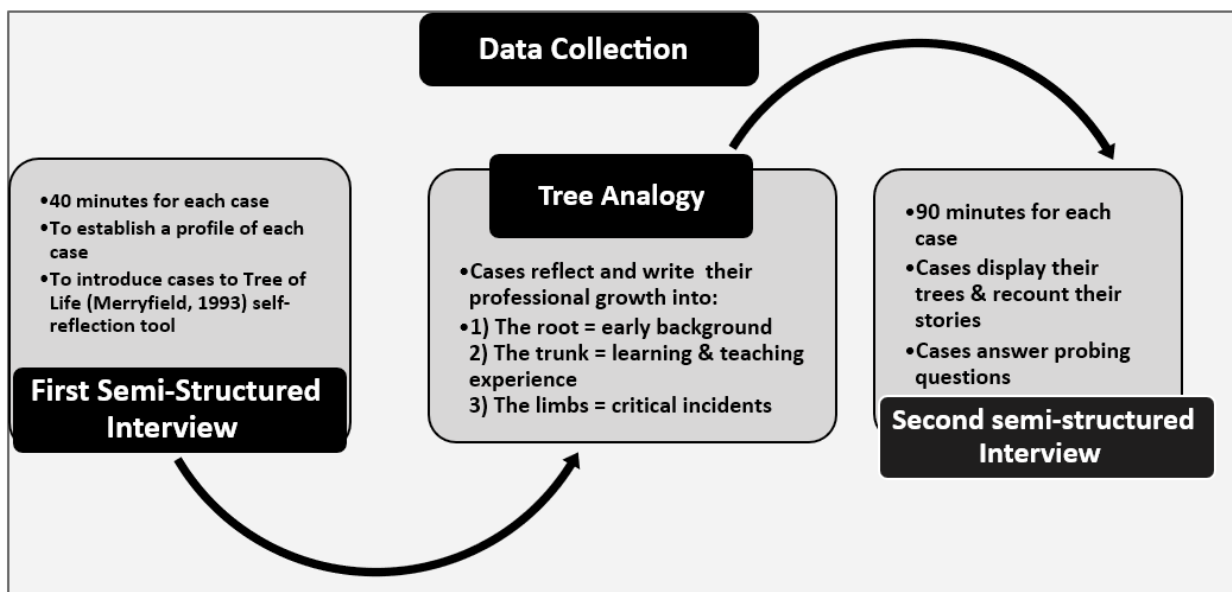 Data Collection
•40 minutes for each case
•To establish a profile of each
case
•To introduce cases to Tree of
Life (Merryfield, 1993) self-
reflection tool
First Semi-Structured
Interview
Tree Analogy
•Cases reflect and write their
professional growth into:
•1) The root = early background
2) The trunk = learning & teaching
experience
3) The limbs = critical incidents
•90 minutes for each
case
•Cases display their
trees & recount their
stories
•Cases answer probing
questions
Second semi-structured
Interview